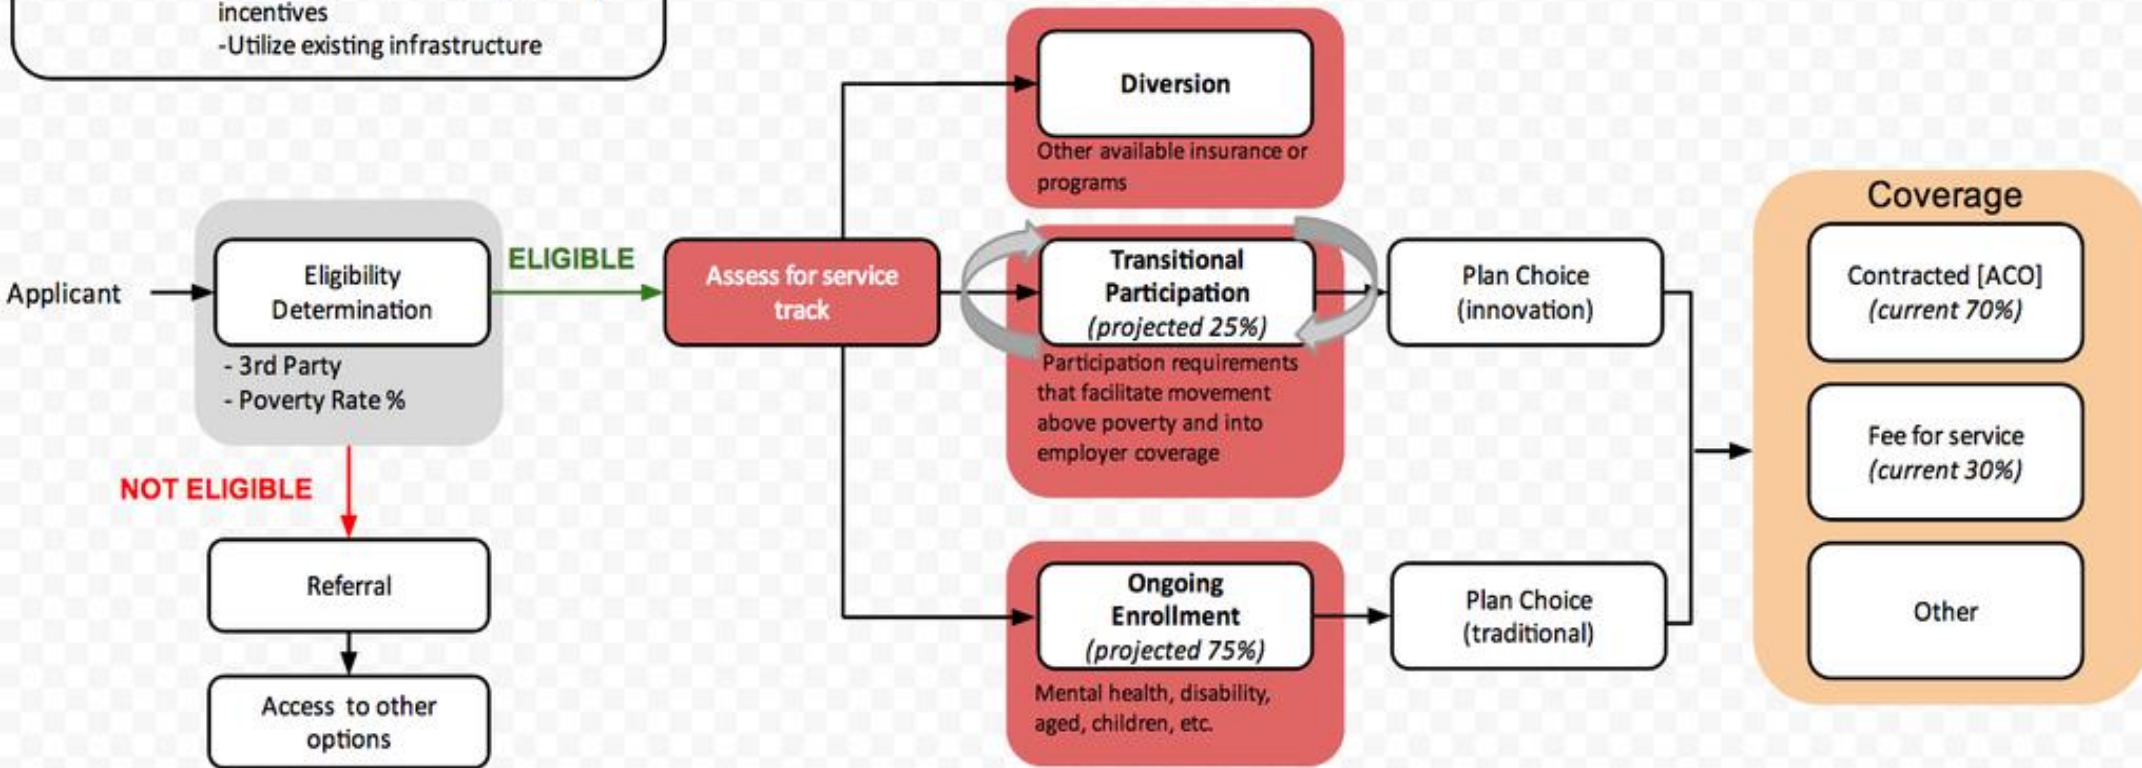 incentives
-Utilize existing infrastructure
Applicant
Eligibility
Determination
- 3rd Party
- Poverty Rate %
ELIGIBLE
NOT ELIGIBLE
Referral
Access to other
options
Assess for service
track
Diversion
Other available insurance or
programs
Transitional
Participation
(projected 25%)
Participation requirements
that facilitate movement
above poverty and into
employer coverage
Plan Choice
(innovation)
Ongoing
Enrollment
(projected 75%)
Mental health, disability,
aged, children, etc.
Plan Choice
(traditional)
Coverage
Contracted [ACO]
(current 70%)
Fee for service
(current 30%)
Other